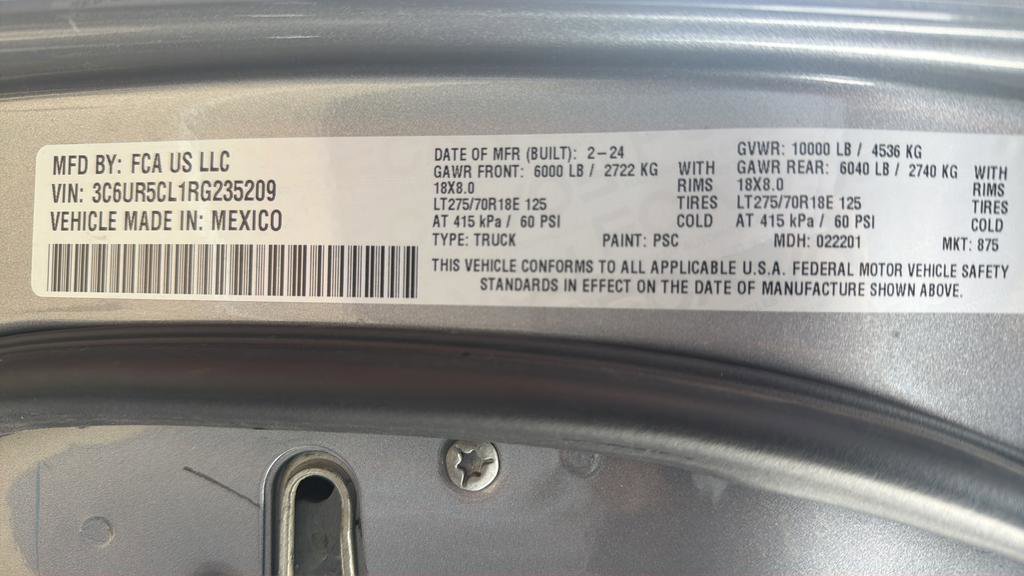 MFD BY: FCA US LLC
VIN: 3C6UR5CL1RG235209
VEHICLE MADE IN: MEXICO
DATE OF MFR (BUILT): 2-24
GAWR FRONT: 6000 LB / 2722 KG WITH
18X8.0 RIMS
LT275/70R18E 125 TIRES
AT 415 kPa / 60 PSI COLD
GVWR: 10000 LB / 4536 KG
GAWR REAR: 6040 LB / 2740 KG WITH
18X8.0 RIMS
LT275/70R18E 125 TIRES
AT 415 kPa / 60 PSI COLD
TYPE: TRUCK PAINT: PSC MDH: 022201 MKT: 875
THIS VEHICLE CONFORMS TO ALL APPLICABLE U.S.A. FEDERAL MOTOR VEHICLE SAFETY
STANDARDS IN EFFECT ON THE DATE OF MANUFACTURE SHOWN ABOVE.